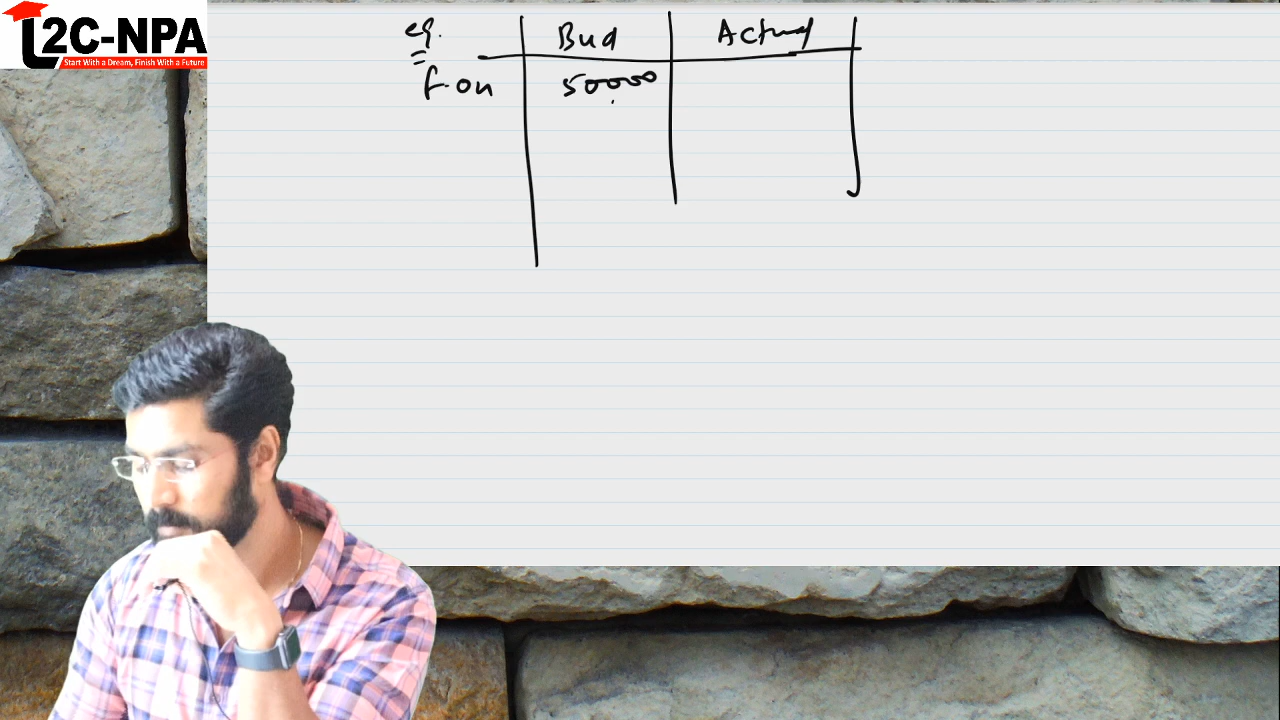 L2C-NPA
Start With a Dream, Finish With a Future
eg. Bud Actual
f.on 50000